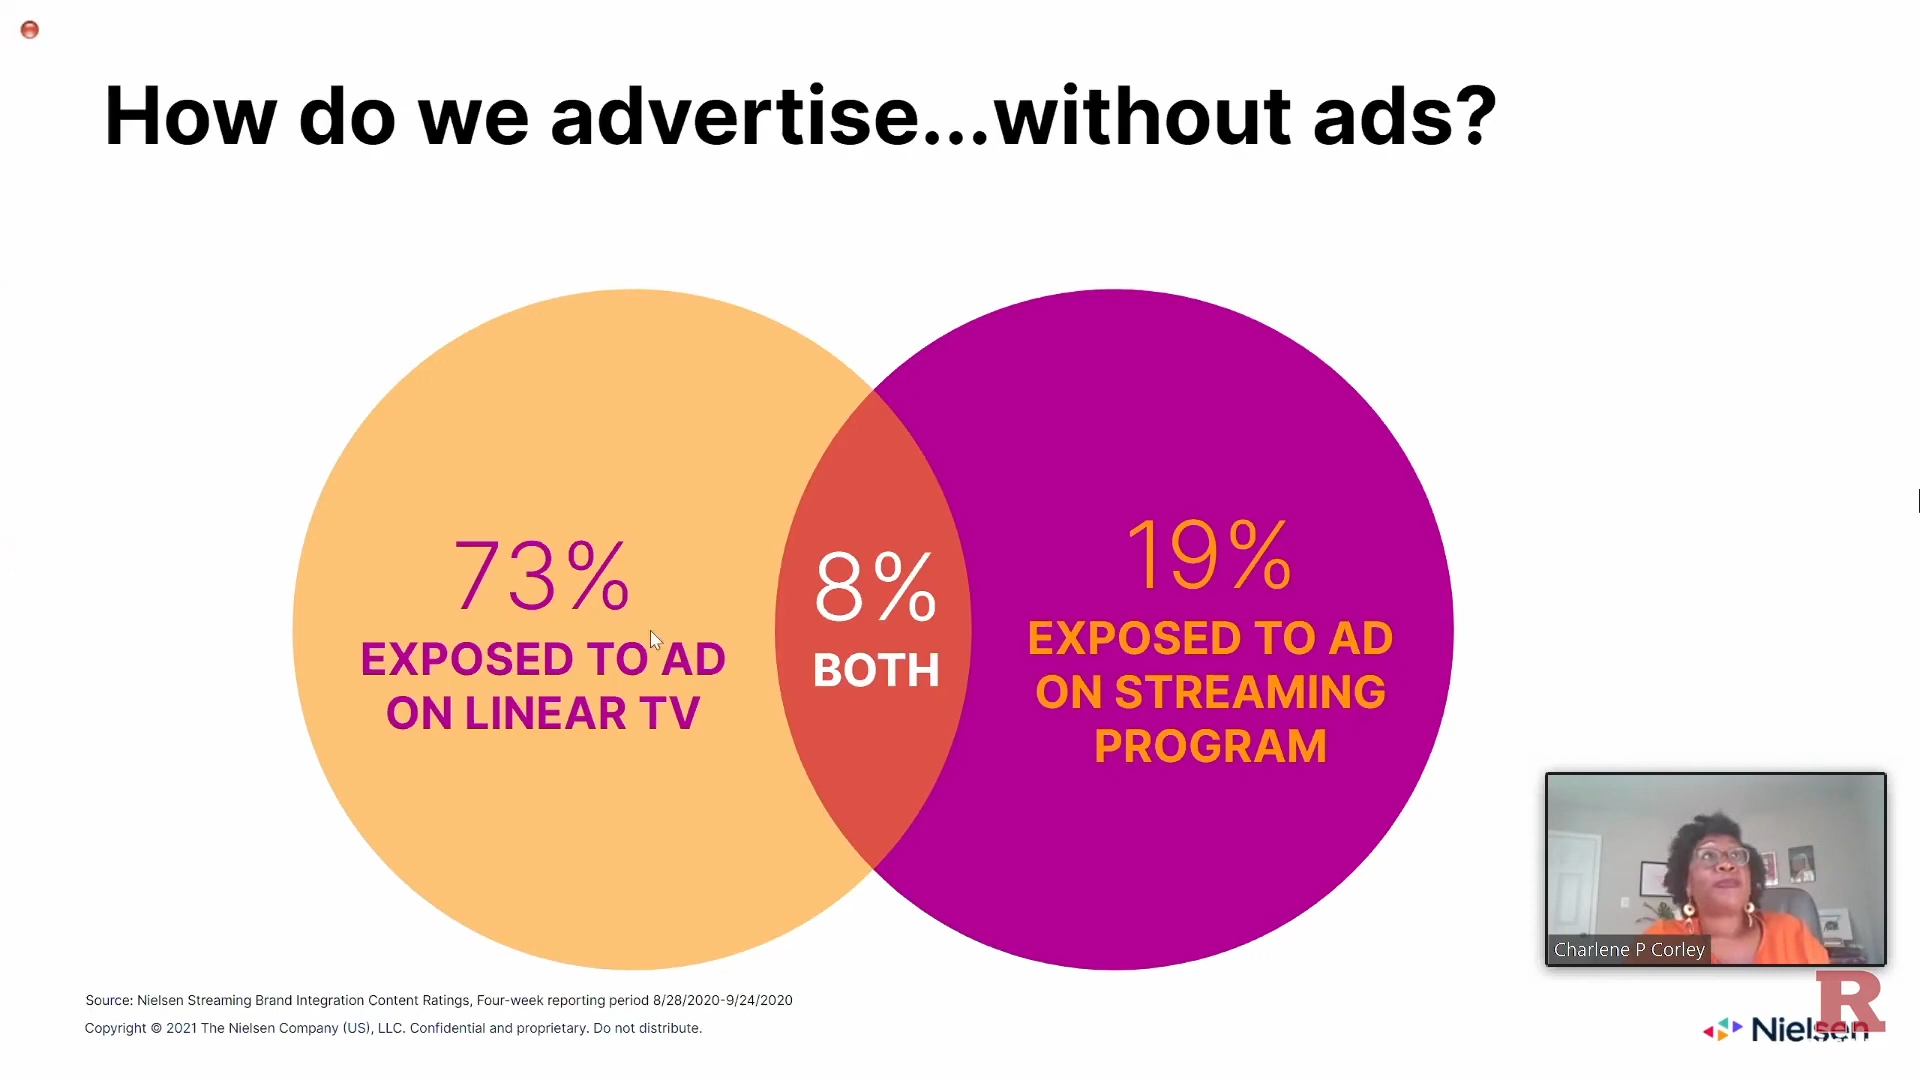 How do we advertise...without ads?
73%
EXPOSED TO AD
ON LINEAR TV
8%
BOTH
19%
EXPOSED TO AD
ON STREAMING
PROGRAM
Charlene P Corley
Source: Nielsen Streaming Brand Integration Content Ratings, Four-week reporting period 8/28/2020-9/24/2020
Copyright © 2021 The Nielsen Company (US), LLC. Confidential and proprietary. Do not distribute.
R
Nielsen